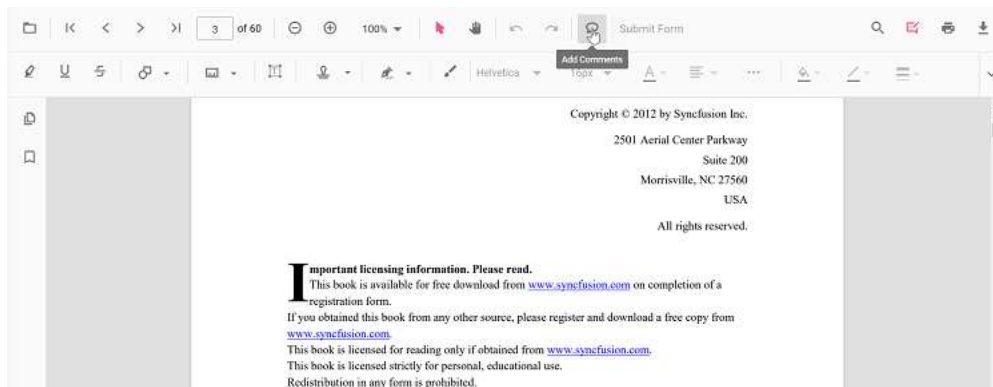 3 of 60 100% Submit Form
Add Comments
Helvetica 16px A
Copyright © 2012 by Syncfusion Inc.
2501 Aerial Center Parkway
Suite 200
Morrisville, NC 27560
USA
All rights reserved.
Important licensing information. Please read.
This book is available for free download from www.syncfusion.com on completion of a
registration form.
If you obtained this book from any other source, please register and download a free copy from
www.syncfusion.com.
This book is licensed for reading only if obtained from www.syncfusion.com.
This book is licensed strictly for personal, educational use.
Redistribution in any form is prohibited.